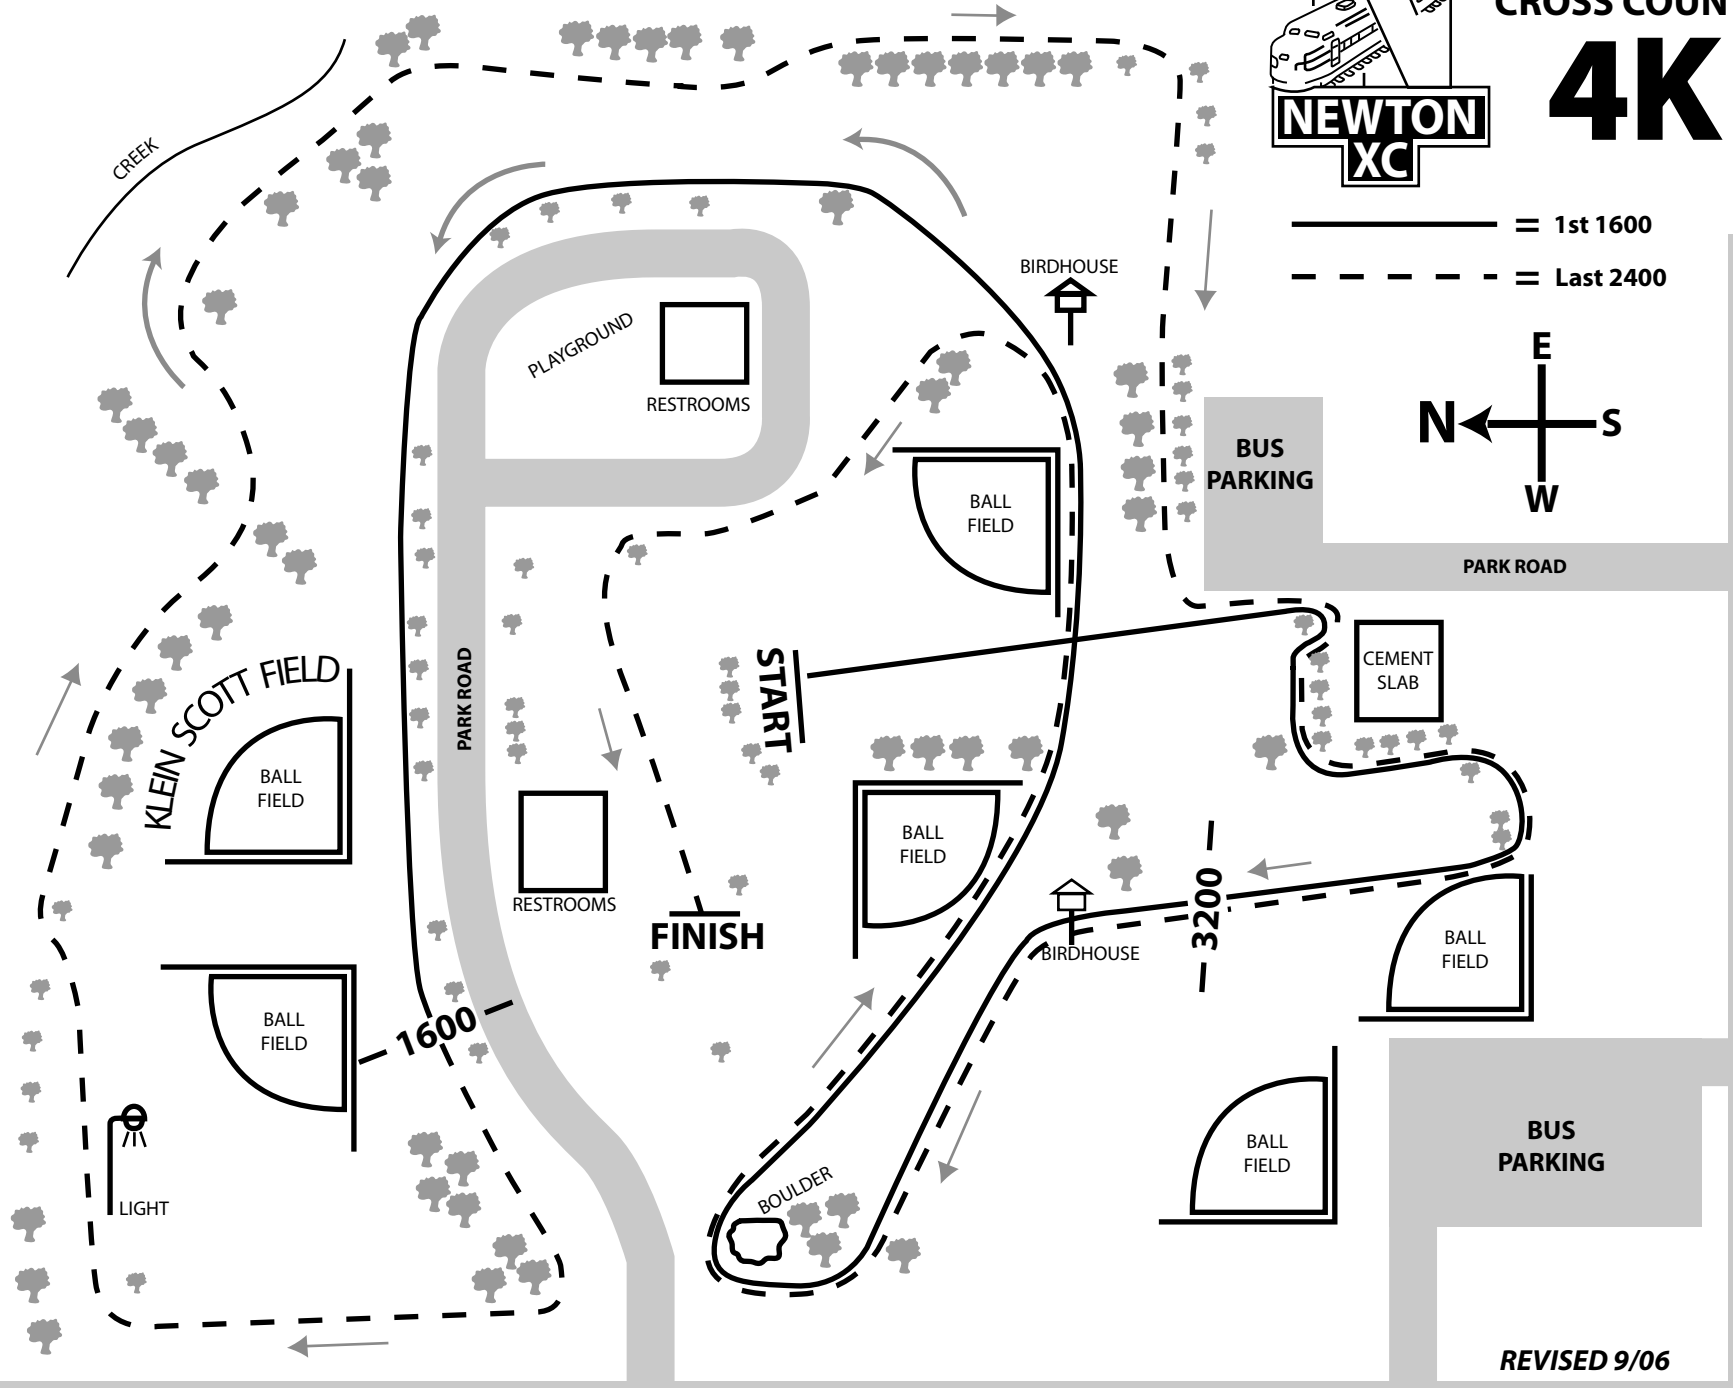 CROSS COUN
4K
NEWTON
XC
= 1st 1600
= Last 2400
E
N
S
W
CREEK
BIRDHOUSE
PLAYGROUND
RESTROOMS
BUS
PARKING
BALL
FIELD
PARK ROAD
CEMENT
SLAB
KLEIN SCOTT FIELD
PARK ROAD
START
BALL
FIELD
BALL
FIELD
RESTROOMS
FINISH
3200
BIRDHOUSE
BALL
FIELD
BALL
FIELD
1600
BALL
FIELD
BUS
PARKING
LIGHT
BOULDER
REVISED 9/06